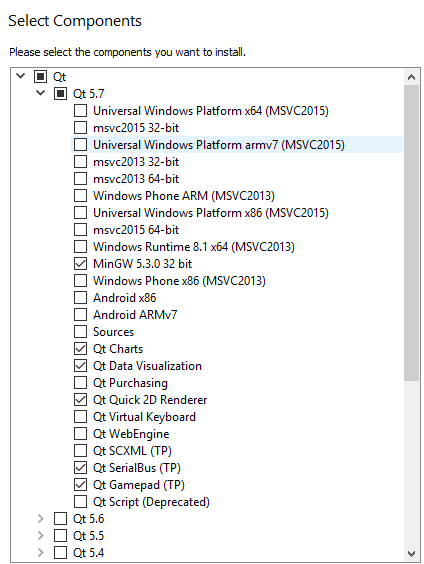 Select Components
Please select the components you want to install.
Qt
Qt 5.7
Universal Windows Platform x64 (MSVC2015)
msvc2015 32-bit
Universal Windows Platform armv7 (MSVC2015)
msvc2013 32-bit
msvc2013 64-bit
Windows Phone ARM (MSVC2013)
Universal Windows Platform x86 (MSVC2015)
msvc2015 64-bit
Windows Runtime 8.1 x64 (MSVC2013)
MinGW 5.3.0 32 bit
Windows Phone x86 (MSVC2013)
Android x86
Android ARMv7
Sources
Qt Charts
Qt Data Visualization
Qt Purchasing
Qt Quick 2D Renderer
Qt Virtual Keyboard
Qt WebEngine
Qt SCXML (TP)
Qt SerialBus (TP)
Qt Gamepad (TP)
Qt Script (Deprecated)
Qt 5.6
Qt 5.5
Qt 5.4